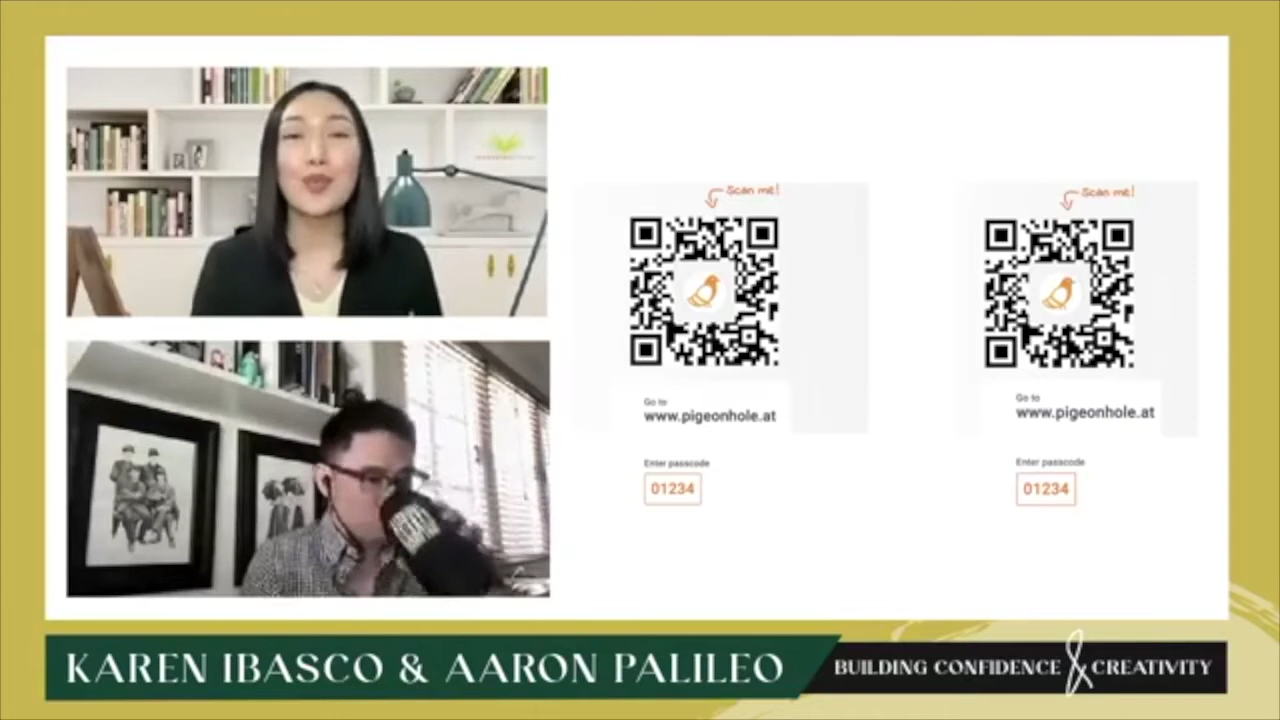 Scan me!
Go to
www.pigeonhole.at
Enter passcode
01234
Scan me!
Go to
www.pigeonhole.at
Enter passcode
01234
KAREN IBASCO & AARON PALILEO
BUILDING CONFIDENCE & CREATIVITY